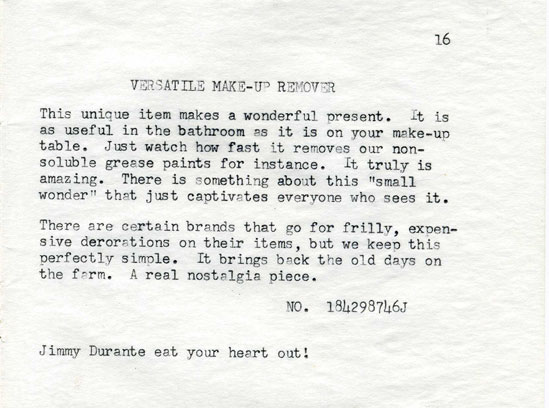 16
VERSATILE MAKE-UP REMOVER
This unique item makes a wonderful present. It is
as useful in the bathroom as it is on your make-up
table. Just watch how fast it removes our non-
soluble grease paints for instance. It truly is
amazing. There is something about this "small
wonder" that just captivates everyone who sees it.
There are certain brands that go for frilly, expen-
sive derorations on their items, but we keep this
perfectly simple. It brings back the old days on
the farm. A real nostalgia piece.
NO. 184298746J
Jimmy Durante eat your heart out!